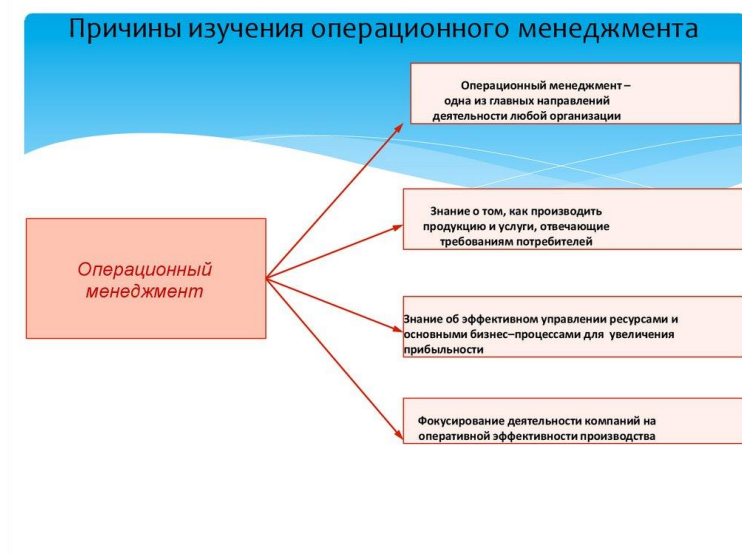 Причины изучения операционного менеджмента
Операционный менеджмент –
одна из главных направлений
деятельности любой организации
Знание о том, как производить
продукцию и услуги, отвечающие
требованиям потребителей
Операционный
менеджмент
Знание об эффективном управлении ресурсами и
основными бизнес–процессами для увеличения
прибыльности
Фокусирование деятельности компаний на
оперативной эффективности производства